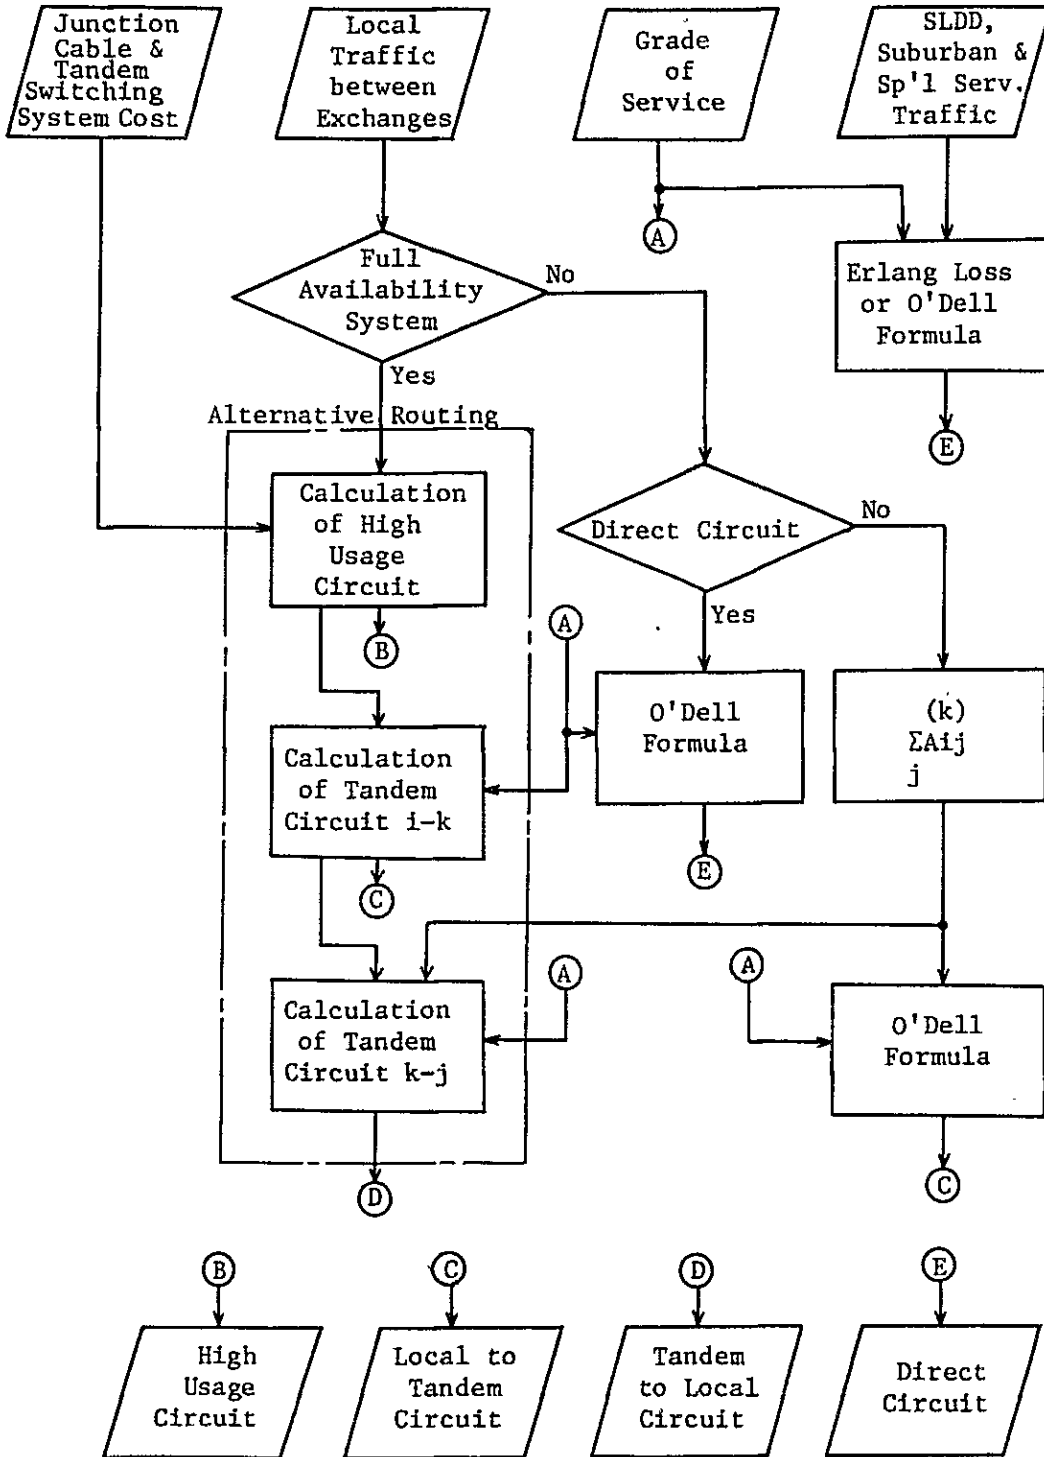 Junction
Cable &
Tandem
Switching
System Cost
Local
Traffic
between
Exchanges
Grade
of
Service
SLDD,
Suburban &
Sp'l Serv.
Traffic
A
Full
Availability
System
No
Yes
Erlang Loss
or O'Dell
Formula
E
Alternative Routing
Calculation
of High
Usage
Circuit
B
Direct Circuit
No
Yes
A
O'Dell
Formula
E
(k)
ΣAij
j
Calculation
of Tandem
Circuit i-k
C
Calculation
of Tandem
Circuit k-j
A
D
A
O'Dell
Formula
C
B
High
Usage
Circuit
C
Local to
Tandem
Circuit
D
Tandem
to Local
Circuit
E
Direct
Circuit